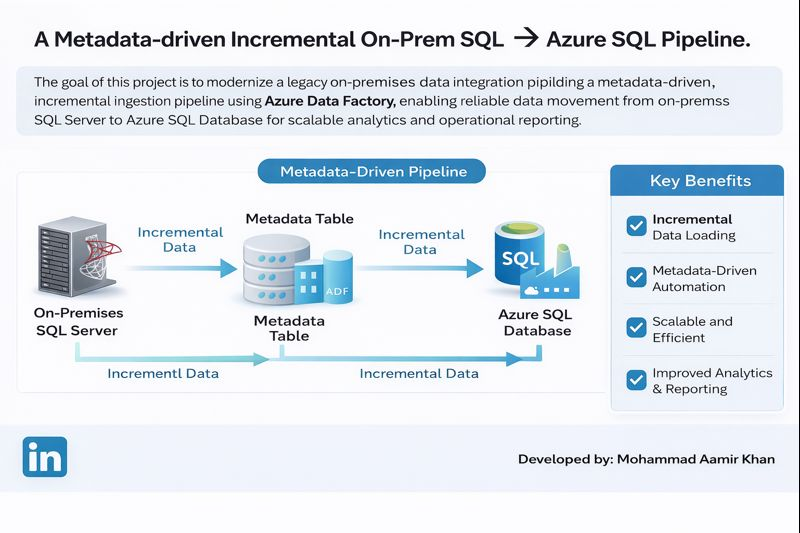 A Metadata-driven Incremental On-Prem SQL → Azure SQL Pipeline.
The goal of this project is to modernize a legacy on-premises data integration pipilding a metadata-driven,
incremental ingestion pipeline using Azure Data Factory, enabling reliable data movement from on-premss
SQL Server to Azure SQL Database for scalable analytics and operational reporting.
Metadata-Driven Pipeline
Incremental
Data
Metadata Table
Incremental
Data
SQL
ADF
On-Premises
SQL Server
Metadata
Table
Azure SQL
Database
Incrementl Data
Incremental Data
Key Benefits
Incremental
Data Loading
Metadata-Driven
Automation
Scalable and
Efficient
Improved Analytics
& Reporting
in
Developed by: Mohammad Aamir Khan